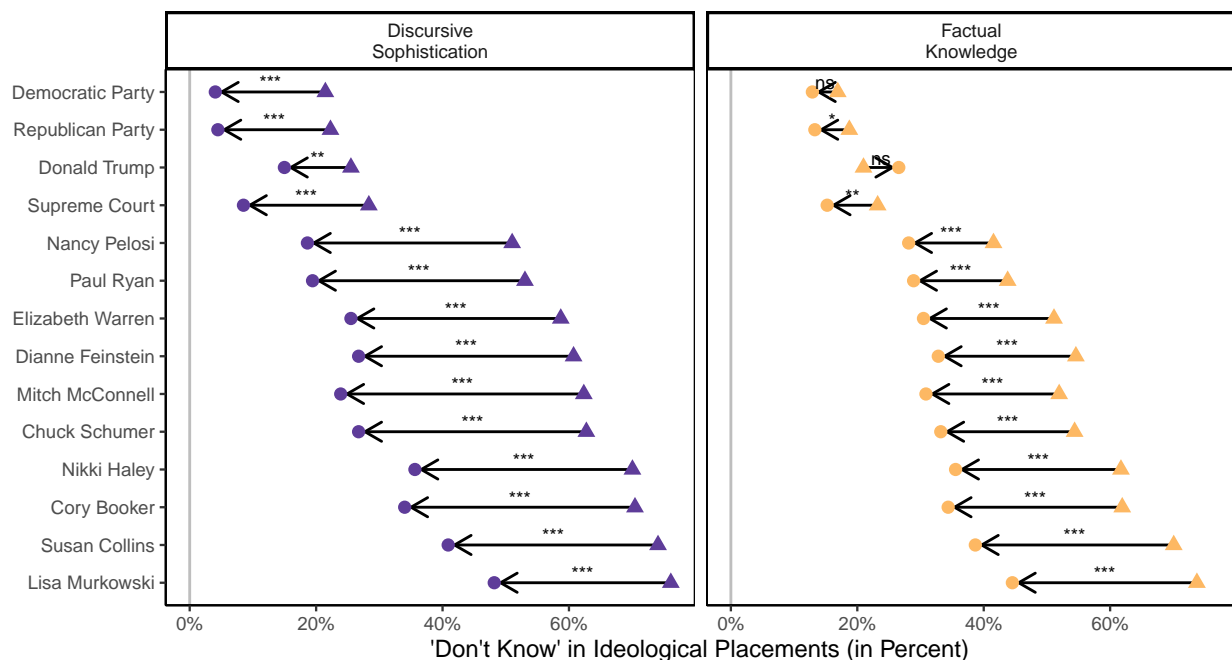 Discursive
Sophistication
Factual
Knowledge
Democratic Party
*** ns
Republican Party
*** *
Donald Trump
** ns
Supreme Court
*** **
Nancy Pelosi
*** ***
Paul Ryan
*** ***
Elizabeth Warren
*** ***
Dianne Feinstein
*** ***
Mitch McConnell
*** ***
Chuck Schumer
*** ***
Nikki Haley
*** ***
Cory Booker
*** ***
Susan Collins
*** ***
Lisa Murkowski
*** ***
0% 20% 40% 60% 0% 20% 40% 60%
'Don't Know' in Ideological Placements (in Percent)